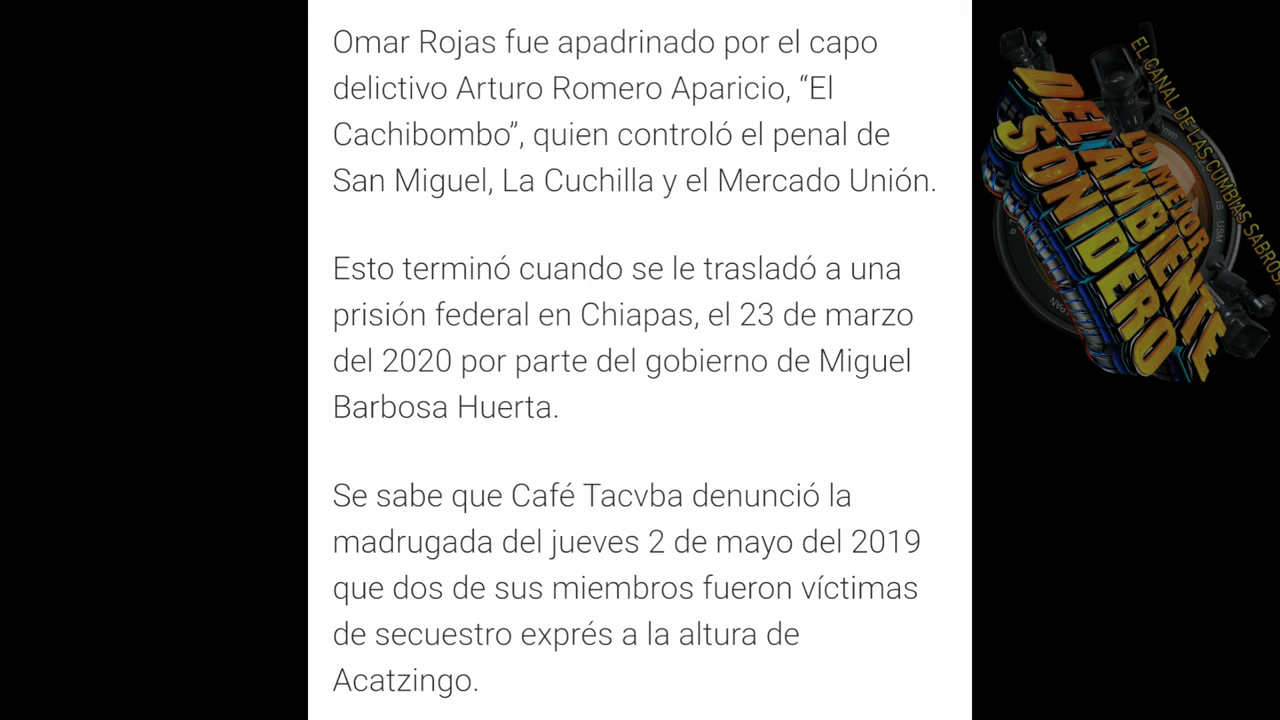 Omar Rojas fue apadrinado por el capo
delictivo Arturo Romero Aparicio, “El
Cachibombo”, quien controló el penal de
San Miguel, La Cuchilla y el Mercado Unión.
Esto terminó cuando se le trasladó a una
prisión federal en Chiapas, el 23 de marzo
del 2020 por parte del gobierno de Miguel
Barbosa Huerta.
Se sabe que Café Tacvba denunció la
madrugada del jueves 2 de mayo del 2019
que dos de sus miembros fueron víctimas
de secuestro exprés a la altura de
Acatzingo.
EL CANAL DE LAS CUMBIAS SABROS
LO MEJOR
DEL AMBIENTE
SONIDERO